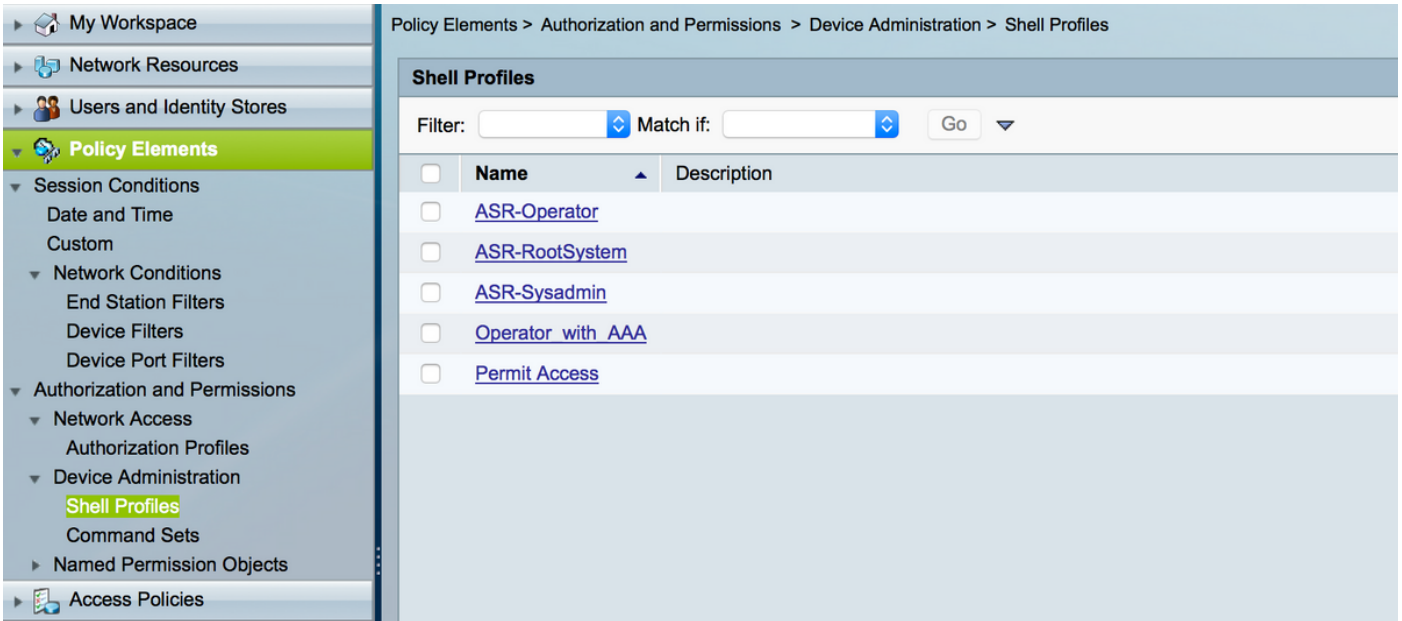 My Workspace
Network Resources
Users and Identity Stores
Policy Elements
Session Conditions
Date and Time
Custom
Network Conditions
End Station Filters
Device Filters
Device Port Filters
Authorization and Permissions
Network Access
Authorization Profiles
Device Administration
Shell Profiles
Command Sets
Named Permission Objects
Access Policies
Policy Elements > Authorization and Permissions > Device Administration > Shell Profiles
Shell Profiles
Filter: Match if: Go
Name Description
ASR-Operator
ASR-RootSystem
ASR-Sysadmin
Operator_with_AAA
Permit Access